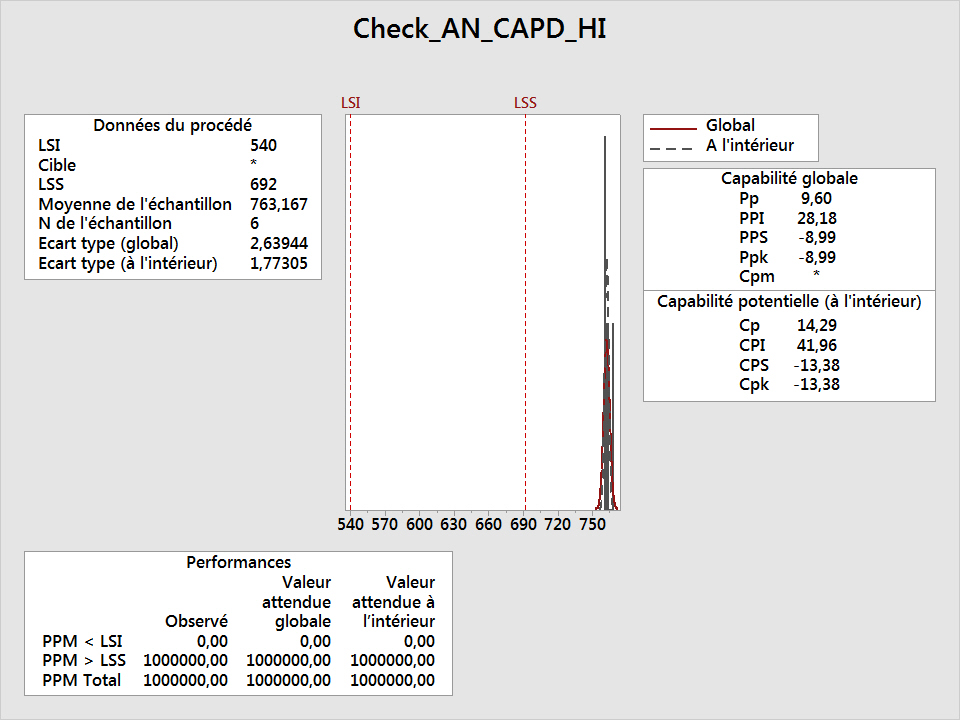 Check_AN_CAPD_HI
LSI LSS
Données du procédé
LSI 540
Cible *
LSS 692
Moyenne de l'échantillon 763,167
N de l'échantillon 6
Ecart type (global) 2,63944
Ecart type (à l'intérieur) 1,77305
Global
A l'intérieur
Capabilité globale
Pp 9,60
PPI 28,18
PPS -8,99
Ppk -8,99
Cpm *
Capabilité potentielle (à l'intérieur)
Cp 14,29
CPI 41,96
CPS -13,38
Cpk -13,38
540 570 600 630 660 690 720 750
Performances
Valeur Valeur
attendue attendue à
Observé globale l'intérieur
PPM < LSI 0,00 0,00 0,00
PPM > LSS 1000000,00 1000000,00 1000000,00
PPM Total 1000000,00 1000000,00 1000000,00